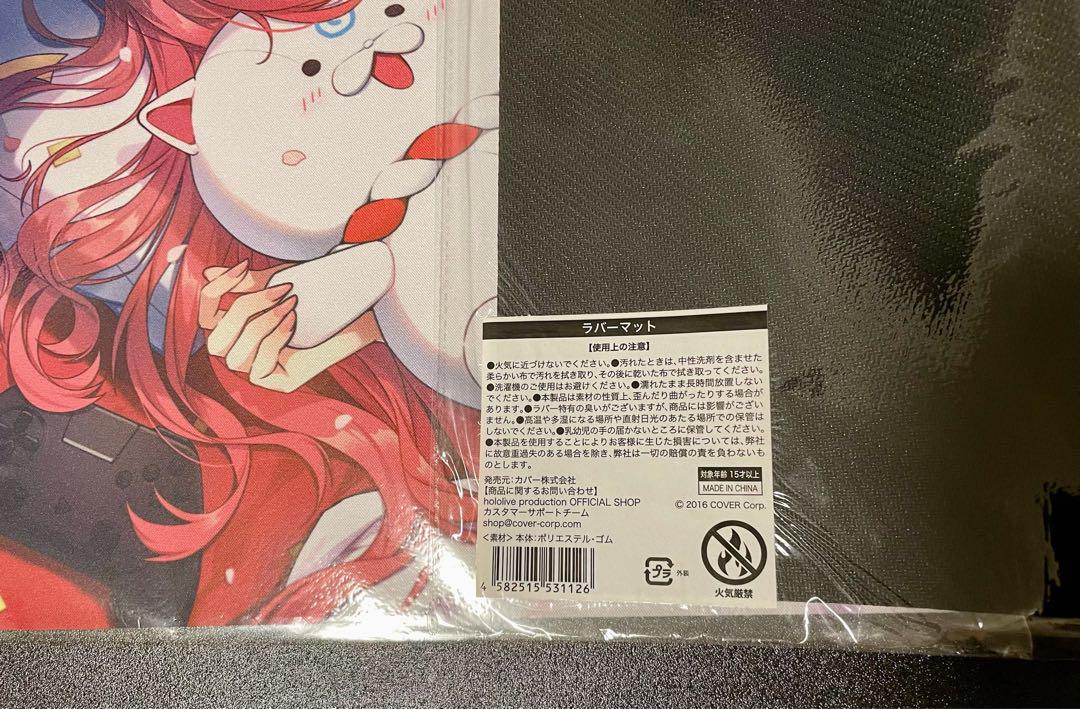 ラバーマット
【使用上の注意】
●火気に近づけないでください。●汚れたときは、中性洗剤を含ませた
柔らかい布で汚れを拭き取り、その後に乾いた布で拭き取ってください。
●洗濯機のご使用はお避けください。●濡れたまま長時間放置しない
でください。●本製品は素材の性質上、歪んだり曲がったりする場合が
あります。●ラバー特有の臭いがございますが、商品には影響がござい
ません。●高温や多湿になる場所や直射日光のあたる場所での保管は
しないでください。●乳幼児の手の届かないところに保管してください。
●本製品を使用することによりお客様に生じた損害については、弊社
に故意重過失のある場合を除き、弊社は一切の賠償の責を負わないも
のとします。
発売元:カバー株式会社
【商品に関するお問い合わせ】
hololive production OFFICIAL SHOP
カスタマーサポートチーム
shop@cover-corp.com
<素材>本体:ポリエステル・ゴム
4 582515 531126
対象年齢 15才以上
MADE IN CHINA
© 2016 COVER Corp.
プラ 外装
火気厳禁